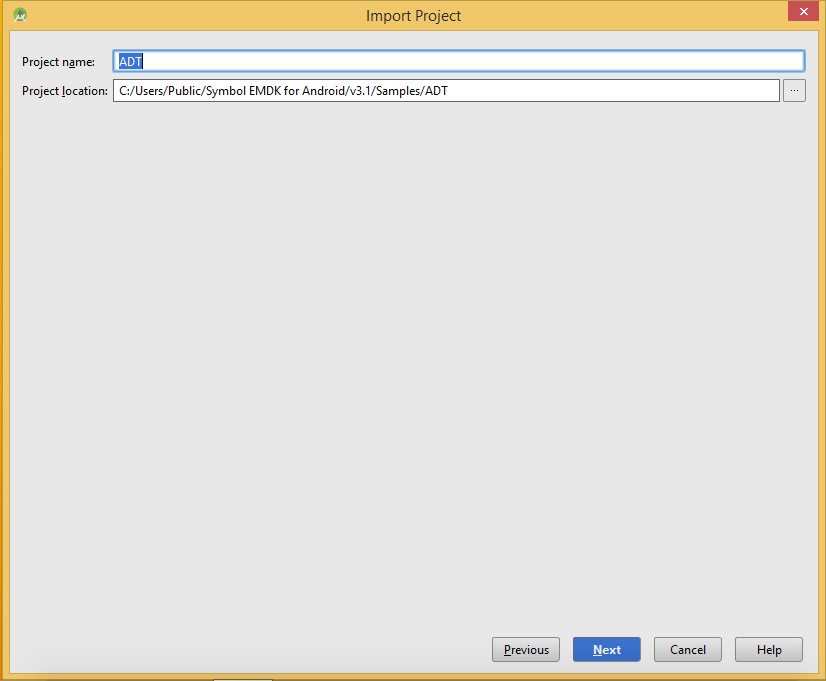 Import Project
Project name: ADT
Project location: C:/Users/Public/Symbol EMDK for Android/v3.1/Samples/ADT ...
Previous Next Cancel Help